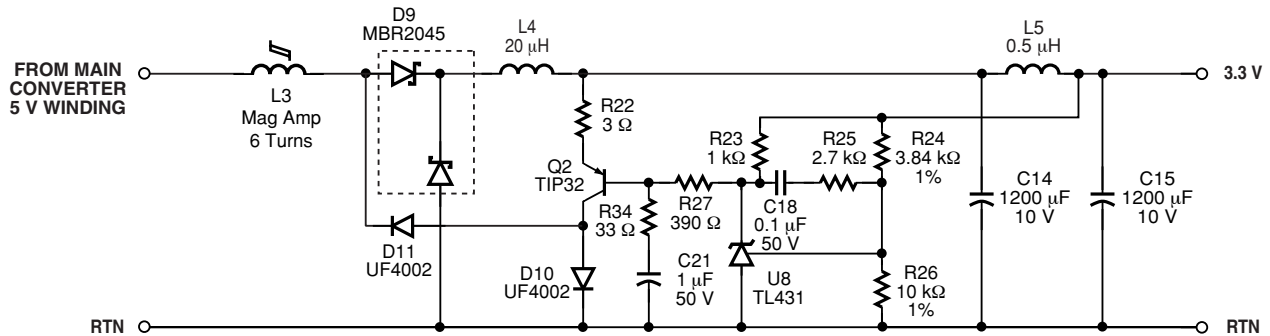 D9
MBR2045
L4
20 µH
L5
0.5 µH
FROM MAIN
CONVERTER
5 V WINDING
L3
Mag Amp
6 Turns
3.3 V
R22
3 Ω
R23
1 kΩ
R25
2.7 kΩ
R24
3.84 kΩ
1%
Q2
TIP32
C14
1200 µF
10 V
C15
1200 µF
10 V
R34
33 Ω
R27
390 Ω
C18
0.1 µF
50 V
D11
UF4002
D10
UF4002
C21
1 µF
50 V
U8
TL431
R26
10 kΩ
1%
RTN
RTN